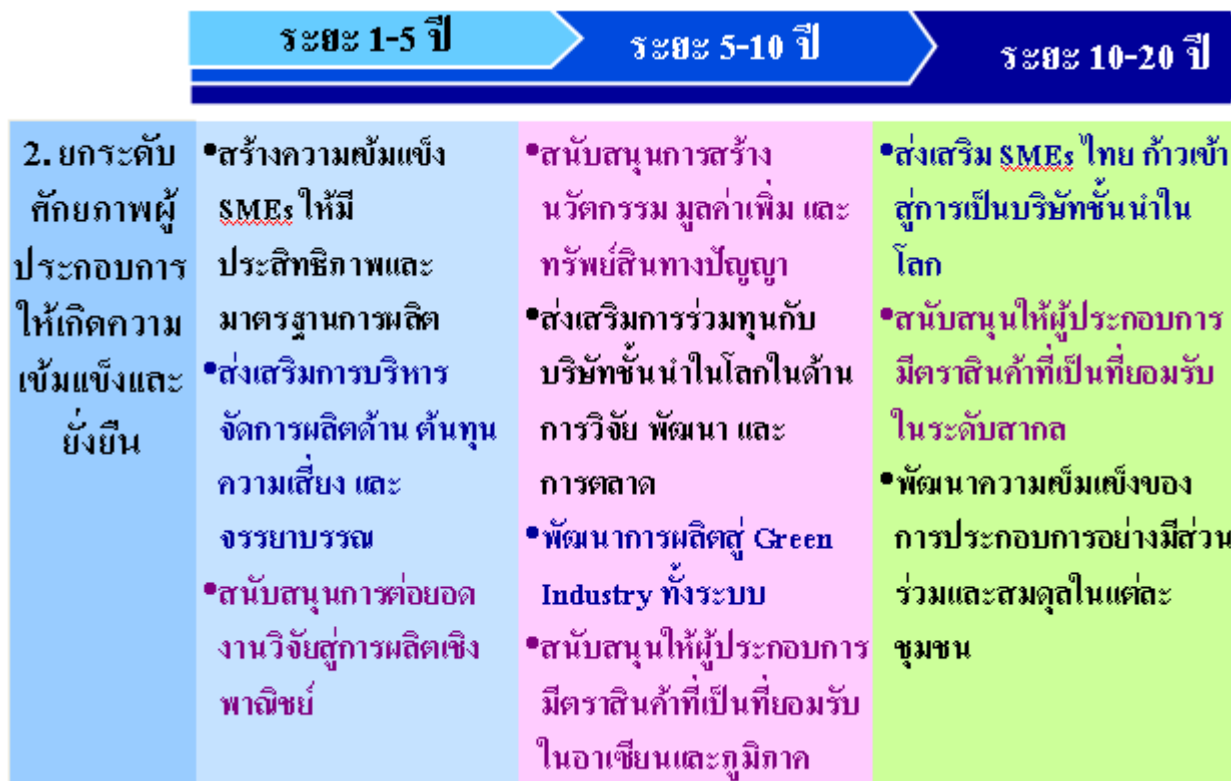 ระยะ 1-5 ปี
ระยะ 5-10 ปี
ระยะ 10-20 ปี
2. ยกระดับ
ศักยภาพผู้
ประกอบการ
ให้เกิดความ
เข้มแข็งและ
ยั่งยืน
•สร้างความเข้มแข็ง
SMEs ให้มี
ประสิทธิภาพและ
มาตรฐานการผลิต
•ส่งเสริมการบริหาร
จัดการผลิตด้าน ต้นทุน
ความเสี่ยง และ
จรรยาบรรณ
•สนับสนุนการต่อยอด
งานวิจัยสู่การผลิตเชิง
พาณิชย์
•สนับสนุนการสร้าง
นวัตกรรม มูลค่าเพิ่ม และ
ทรัพย์สินทางปัญญา
•ส่งเสริมการร่วมทุนกับ
บริษัทชั้นนำในโลกในด้าน
การวิจัย พัฒนา และ
การตลาด
•พัฒนาการผลิตสู่ Green
Industry ทั้งระบบ
•สนับสนุนให้ผู้ประกอบการ
มีตราสินค้าที่เป็นที่ยอมรับ
ในอาเซียนและภูมิภาค
•ส่งเสริม SMEs ไทย ก้าวเข้า
สู่การเป็นบริษัทชั้นนำใน
โลก
•สนับสนุนให้ผู้ประกอบการ
มีตราสินค้าที่เป็นที่ยอมรับ
ในระดับสากล
•พัฒนาความเข็มแข็งของ
การประกอบการอย่างมีส่วน
ร่วมและสมดุลในแต่ละ
ชุมชน